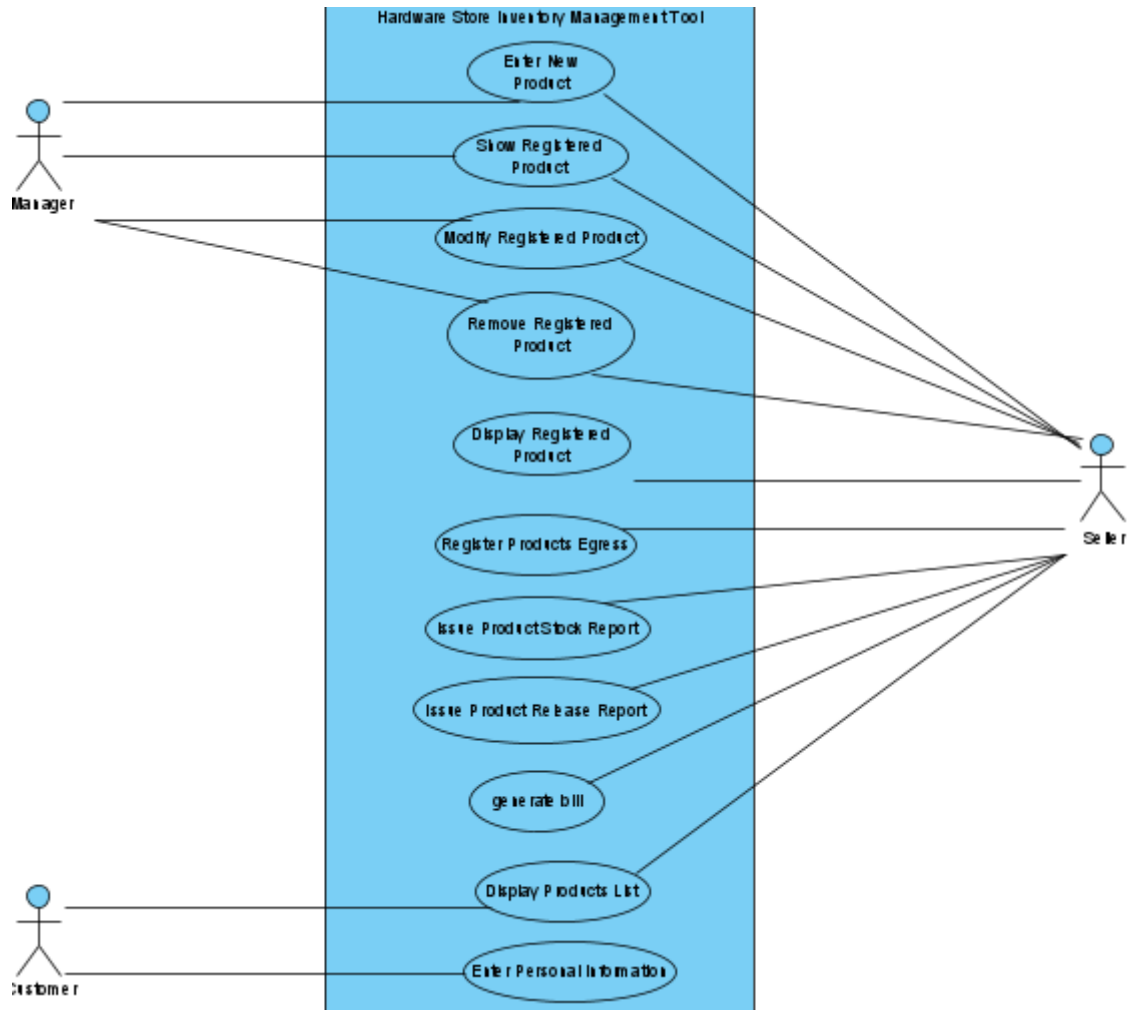 Hardware Store Inventory Management Tool
Enter New
Product
Show Registered
Product
Manager
Modify Registered Product
Remove Registered
Product
Display Registered
Product
Seller
Register Products Egress
Issue Product Stock Report
Issue Product Release Report
generate bill
Display Products List
Enter Personal Information
Customer